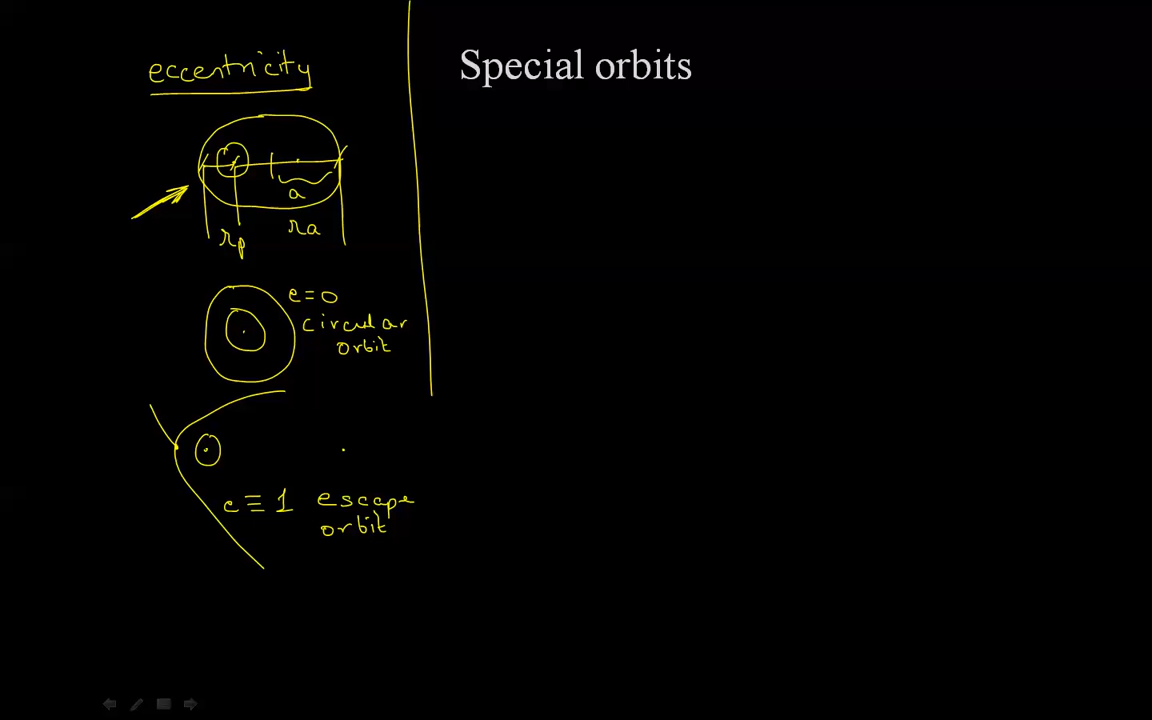 eccentricity
Special orbits
a
rp
ra
e=0
circular
orbit
e≡1 escape
orbit